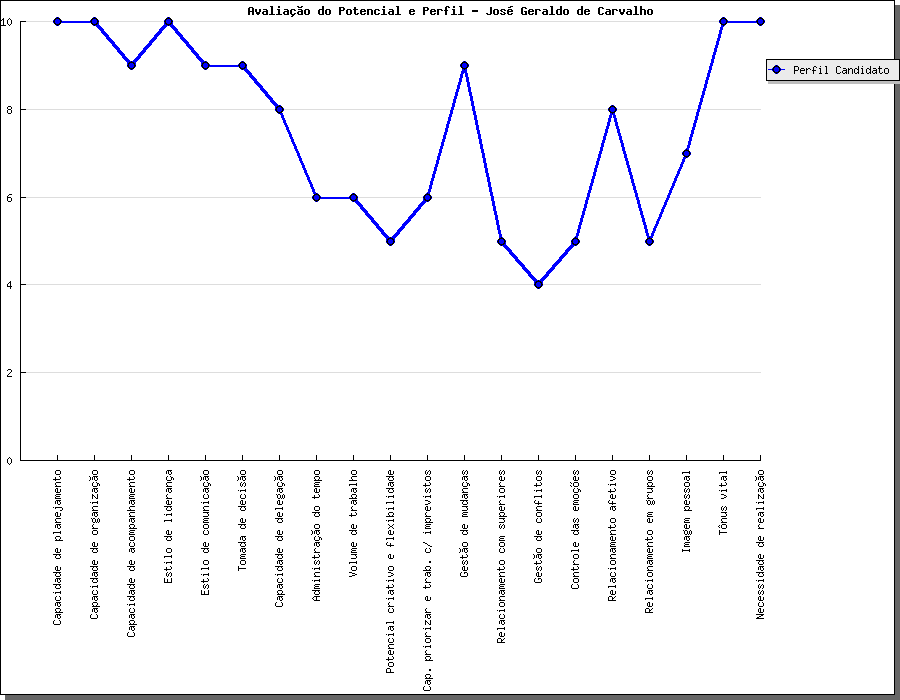 Avaliação do Potencial e Perfil - José Geraldo de Carvalho
10
8
6
4
2
0
Perfil Candidato
Capacidade de planejamento
Capacidade de organização
Capacidade de acompanhamento
Estilo de liderança
Estilo de comunicação
Tomada de decisão
Capacidade de delegação
Administração do tempo
Volume de trabalho
Potencial criativo e flexibilidade
Cap. priorizar e trab. c/ imprevistos
Gestão de mudanças
Relacionamento com superiores
Gestão de conflitos
Controle das emoções
Relacionamento afetivo
Relacionamento em grupos
Imagem pessoal
Tônus vital
Necessidade de realização